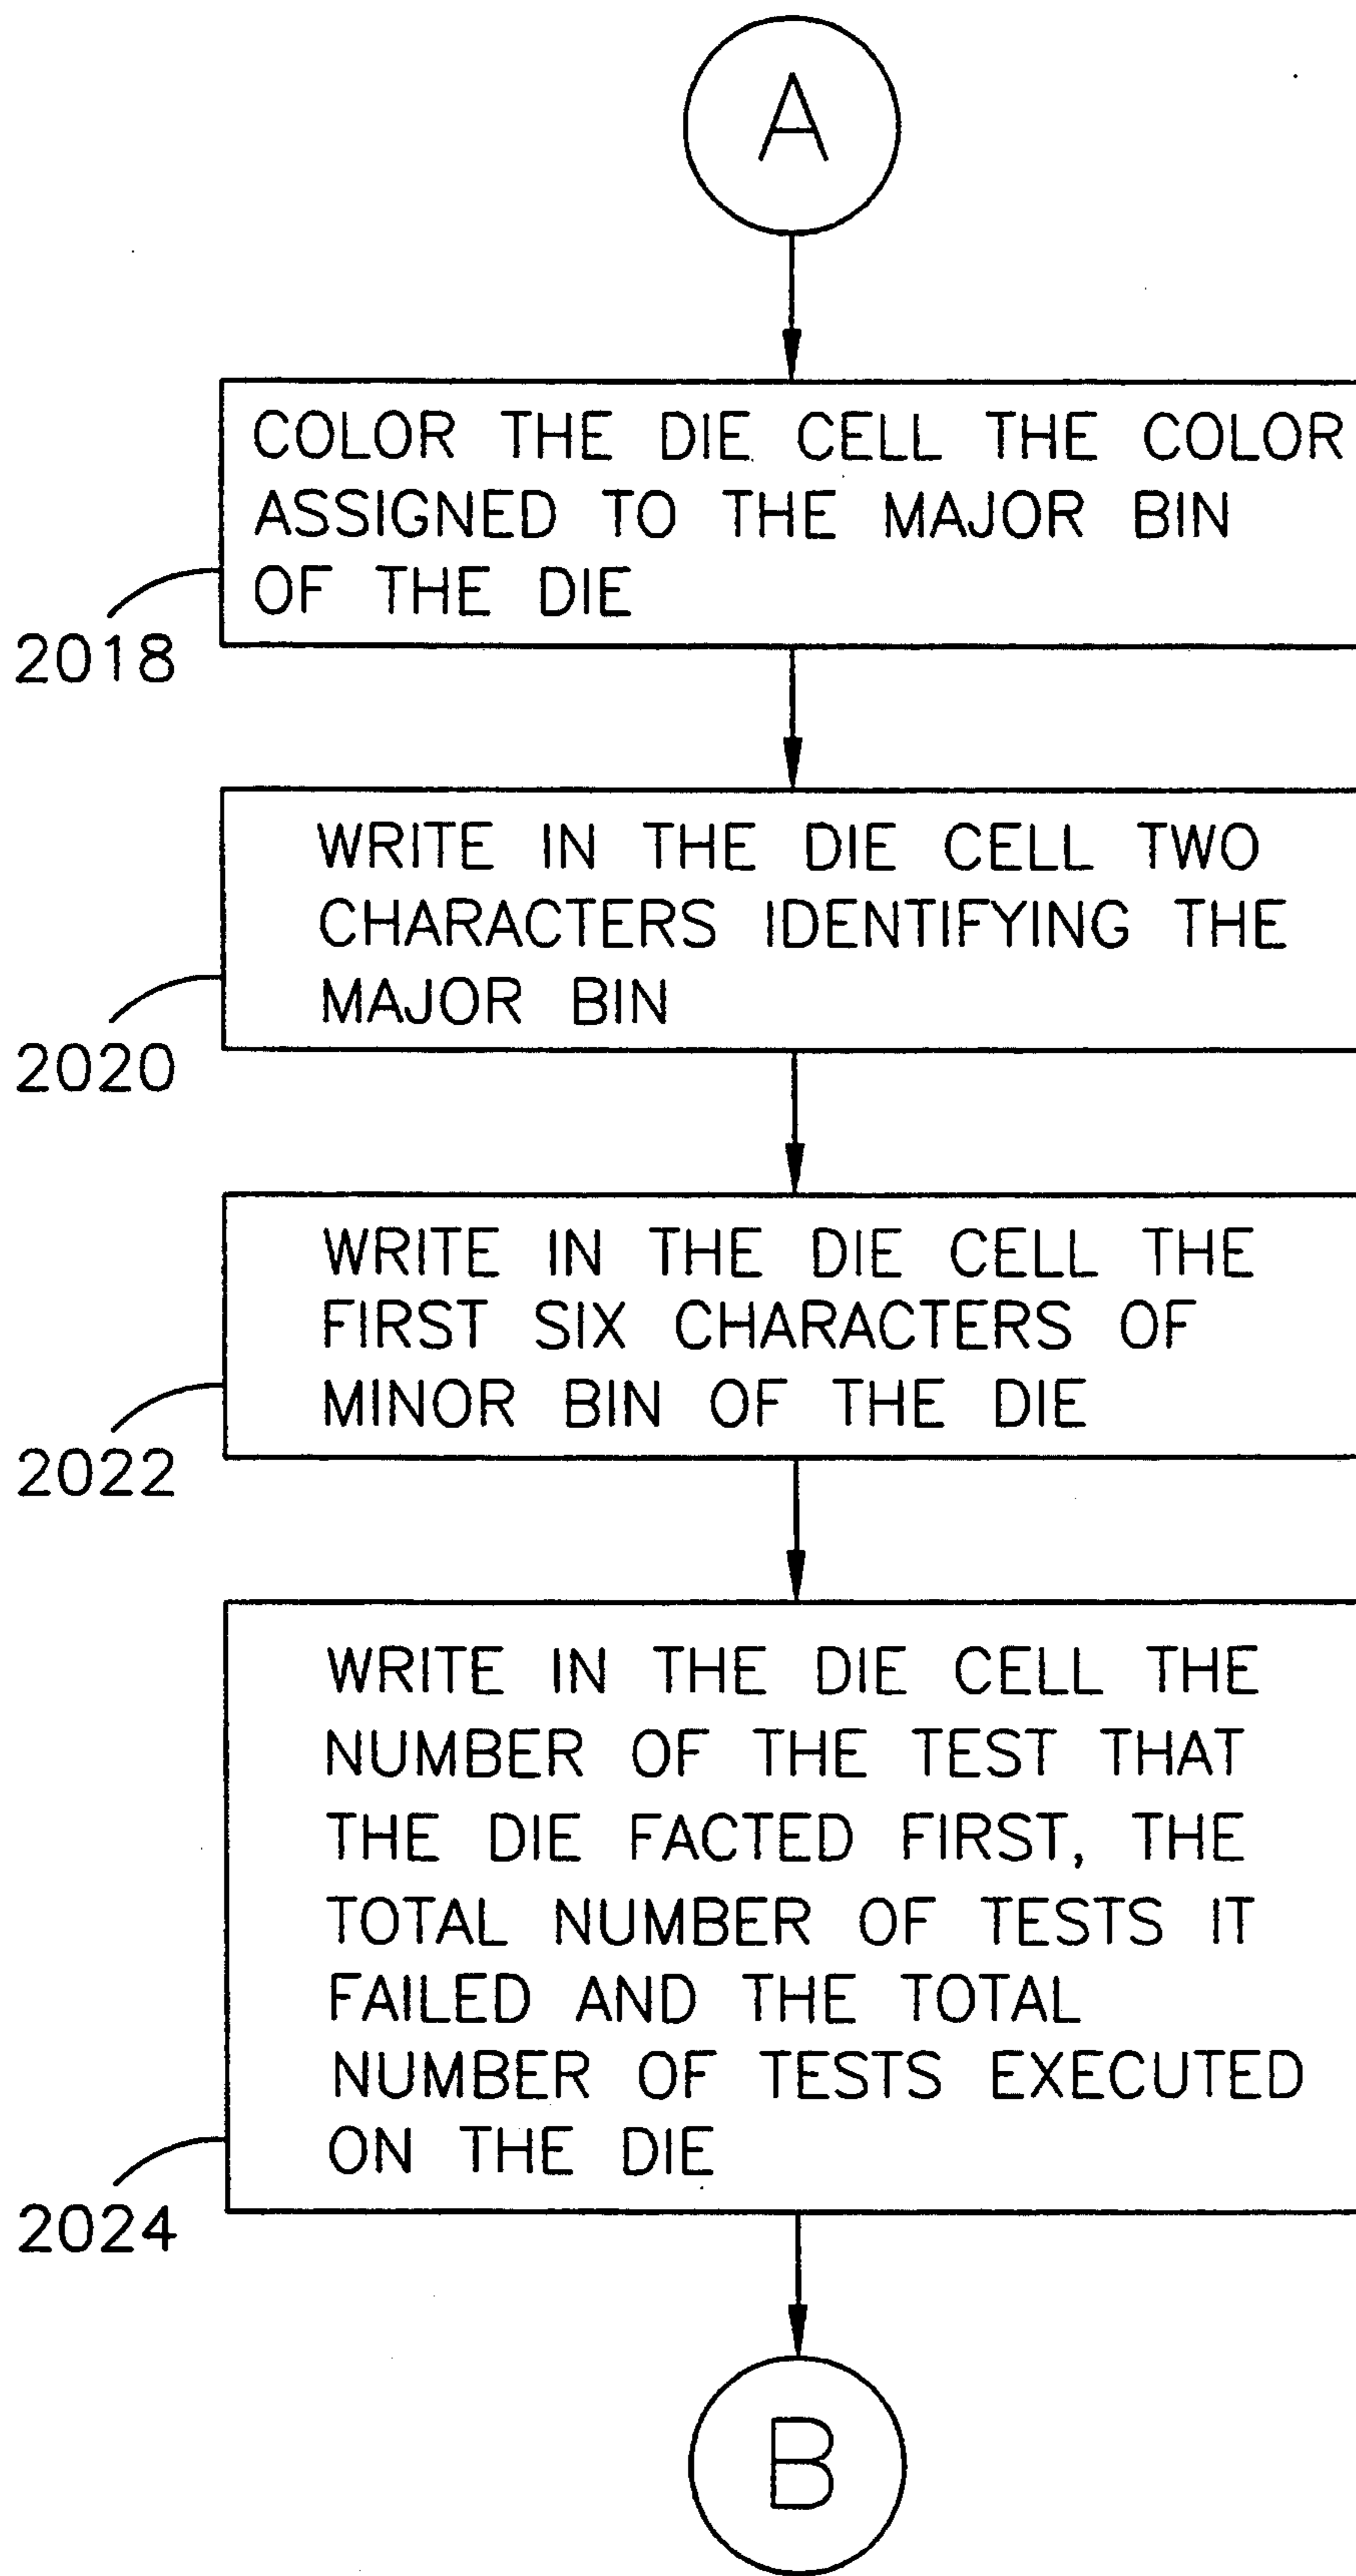 A
COLOR THE DIE CELL THE COLOR
ASSIGNED TO THE MAJOR BIN
OF THE DIE
2018
WRITE IN THE DIE CELL TWO
CHARACTERS IDENTIFYING THE
MAJOR BIN
2020
WRITE IN THE DIE CELL THE
FIRST SIX CHARACTERS OF
MINOR BIN OF THE DIE
2022
WRITE IN THE DIE CELL THE
NUMBER OF THE TEST THAT
THE DIE FACTED FIRST, THE
TOTAL NUMBER OF TESTS IT
FAILED AND THE TOTAL
NUMBER OF TESTS EXECUTED
ON THE DIE
2024
B